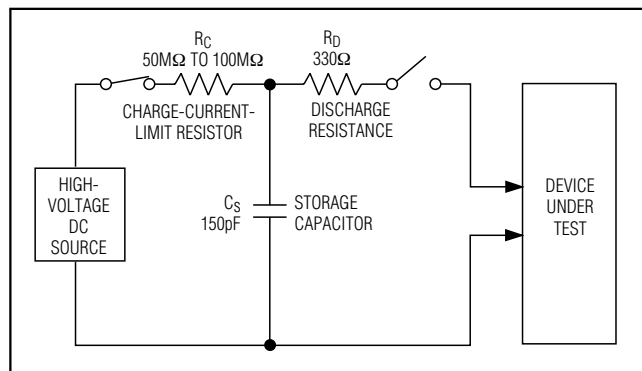 RC
50MΩ TO 100MΩ
CHARGE-CURRENT-
LIMIT RESISTOR
RD
330Ω
DISCHARGE
RESISTANCE
HIGH-
VOLTAGE
DC
SOURCE
CS
150pF
STORAGE
CAPACITOR
DEVICE
UNDER
TEST